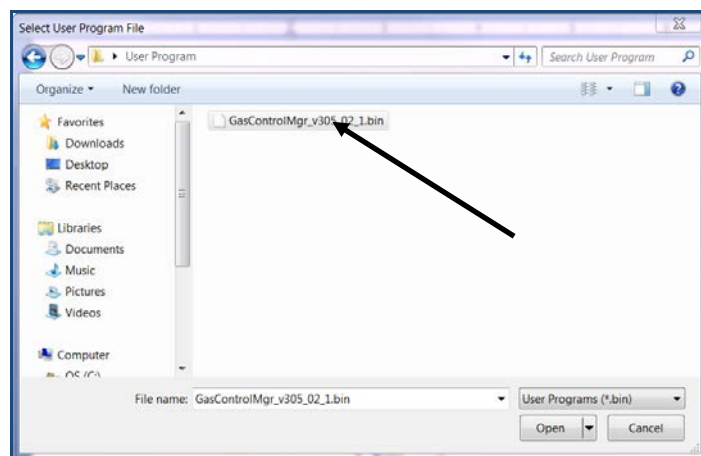 Select User Program File
User Program
Search User Program
Organize
New folder
Favorites
Downloads
Desktop
Recent Places
Libraries
Documents
Music
Pictures
Videos
Computer
OS (C:)
GasControlMgr_v305_02_1.bin
File name: GasControlMgr_v305_02_1.bin
User Programs (*.bin)
Open
Cancel